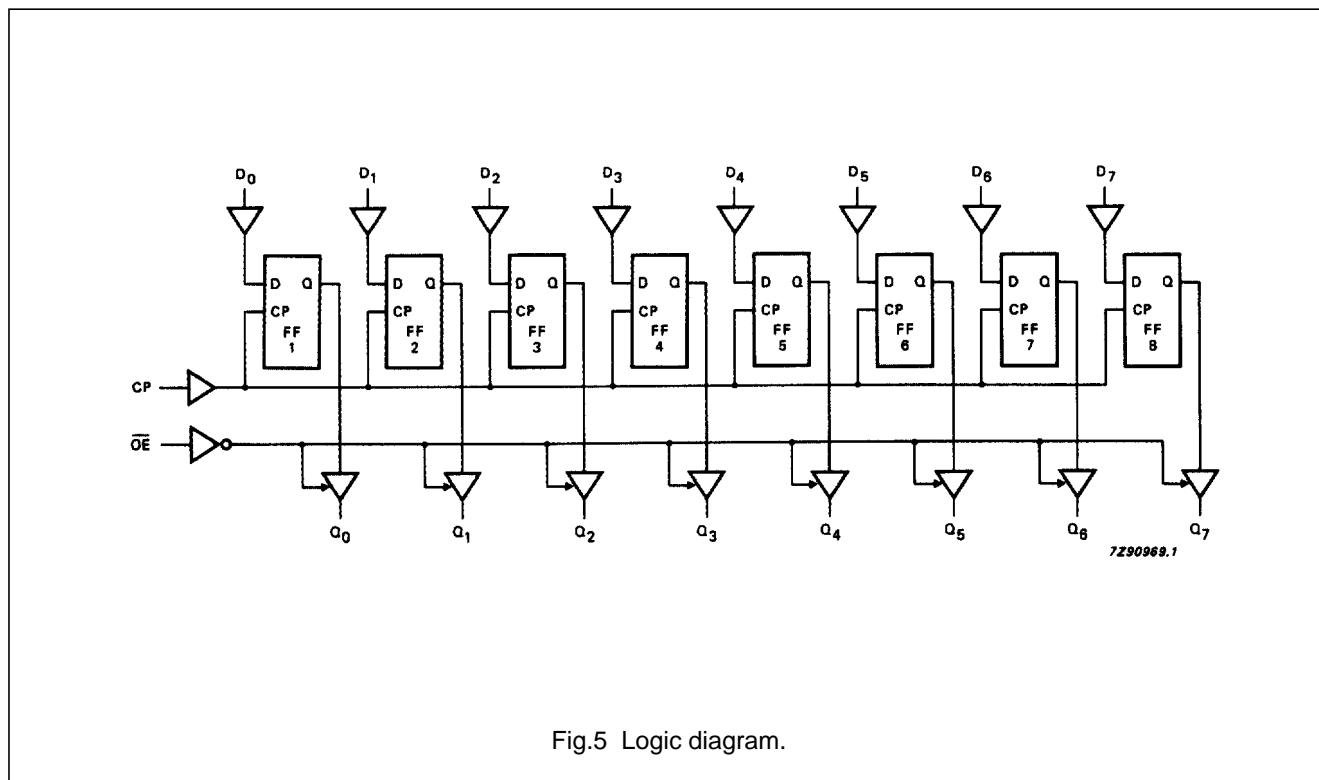 D0 D1 D2 D3 D4 D5 D6 D7
D Q D Q D Q D Q D Q D Q D Q D Q
CP CP CP CP CP CP CP CP
FF FF FF FF FF FF FF FF
1 2 3 4 5 6 7 8
CP
OE
Q0 Q1 Q2 Q3 Q4 Q5 Q6 Q7
7Z90969.1
Fig.5 Logic diagram.